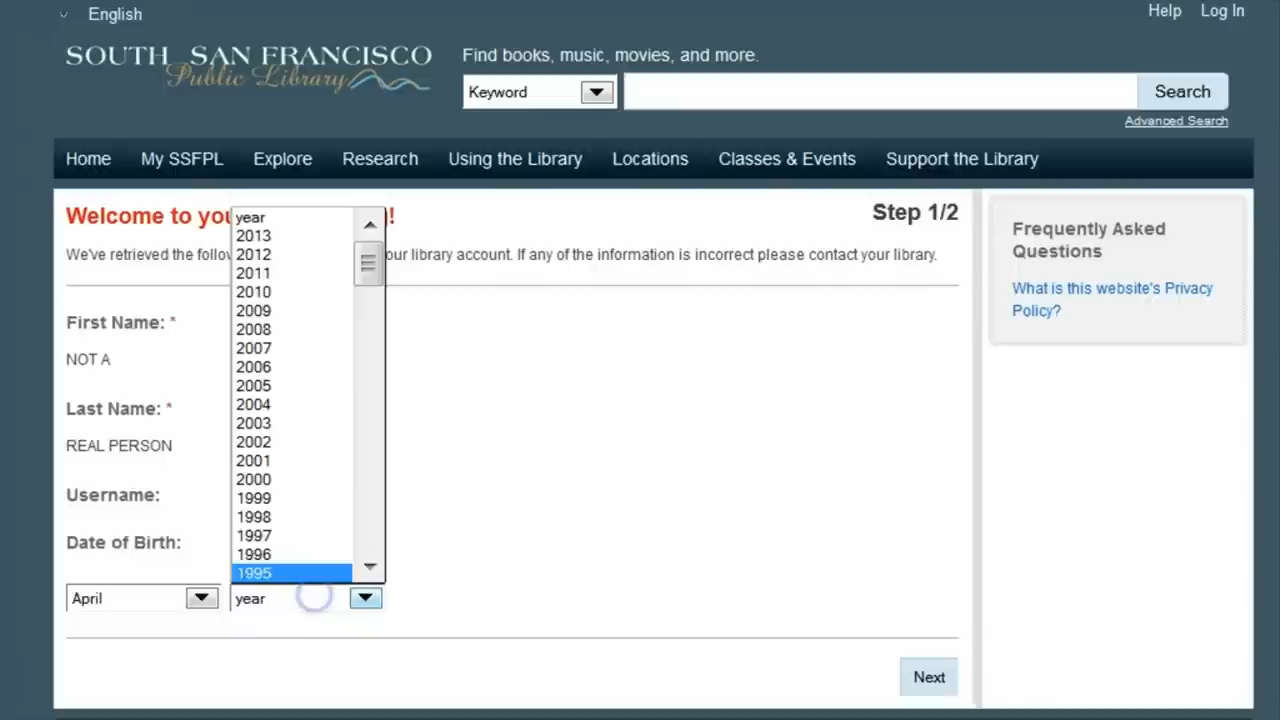 English
Help Log In
SOUTH SAN FRANCISCO
Public Library
Find books, music, movies, and more.
Keyword
Search
Advanced Search
Home My SSFPL Explore Research Using the Library Locations Classes & Events Support the Library
Welcome to you !
Step 1/2
We've retrieved the follow our library account. If any of the information is incorrect please contact your library.
First Name: *
NOT A
Last Name: *
REAL PERSON
Username:
Date of Birth:
April
year
year
2013
2012
2011
2010
2009
2008
2007
2006
2005
2004
2003
2002
2001
2000
1999
1998
1997
1996
1995
Next
Frequently Asked
Questions
What is this website's Privacy
Policy?